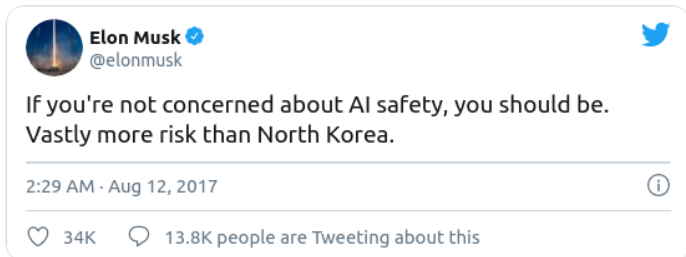 Elon Musk
@elonmusk
If you're not concerned about AI safety, you should be.
Vastly more risk than North Korea.
2:29 AM · Aug 12, 2017
34K 13.8K people are Tweeting about this